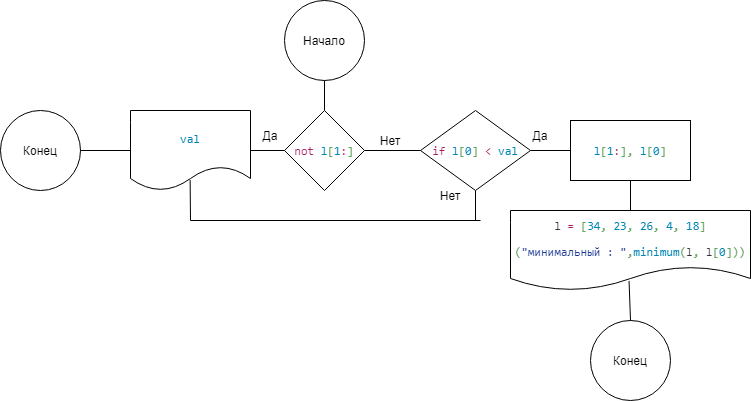 Начало
Конец
val
Да
not l[1:]
Нет
if l[0] < val
Да
l[1:], l[0]
Нет
l = [34, 23, 26, 4, 18]
("минимальный : ",minimum(l, l[0]))
Конец